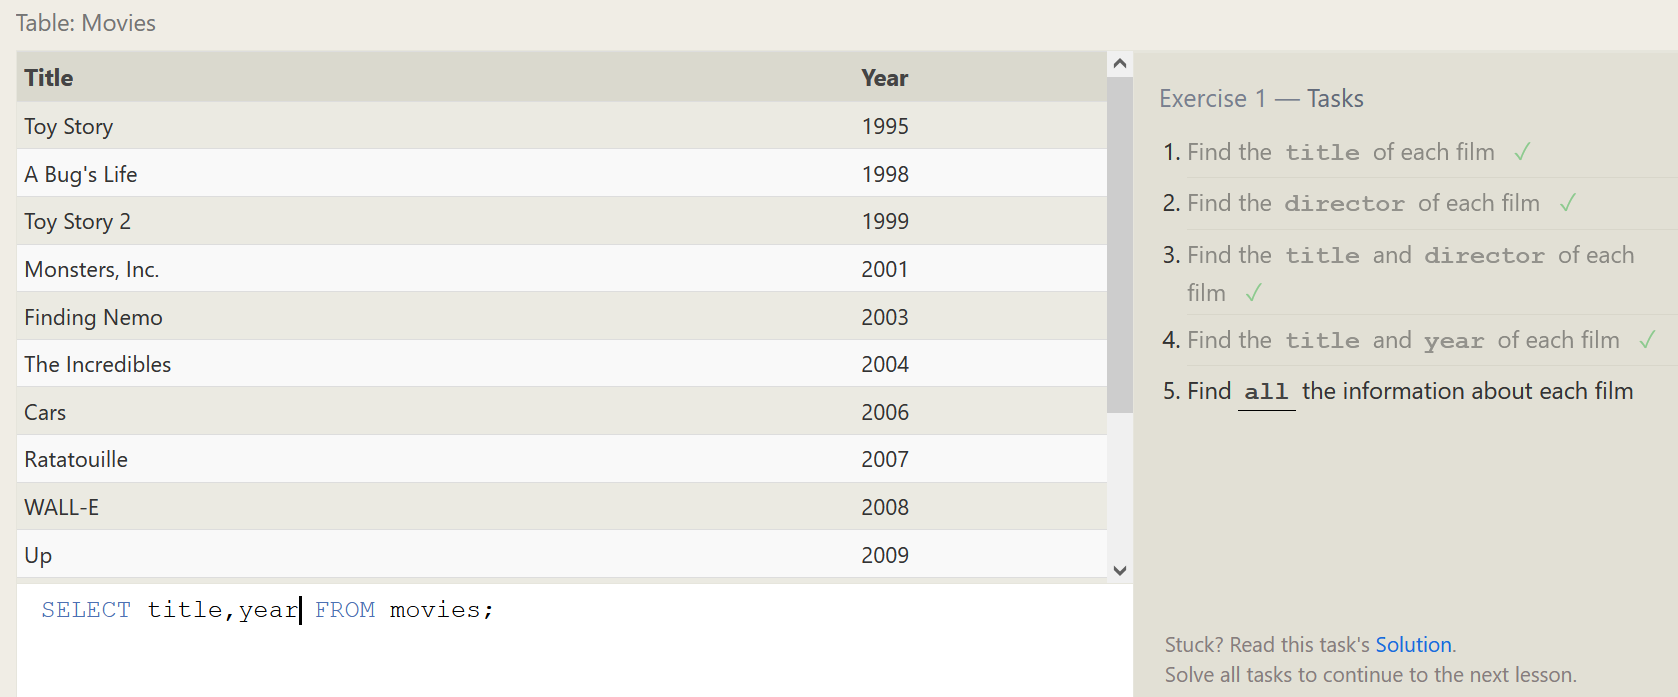 Table: Movies
Title Year
Toy Story 1995
A Bug's Life 1998
Toy Story 2 1999
Monsters, Inc. 2001
Finding Nemo 2003
The Incredibles 2004
Cars 2006
Ratatouille 2007
WALL-E 2008
Up 2009
SELECT title,year FROM movies;
Exercise 1 — Tasks
1. Find the title of each film ✓
2. Find the director of each film ✓
3. Find the title and director of each
film ✓
4. Find the title and year of each film ✓
5. Find all the information about each film
Stuck? Read this task's Solution.
Solve all tasks to continue to the next lesson.